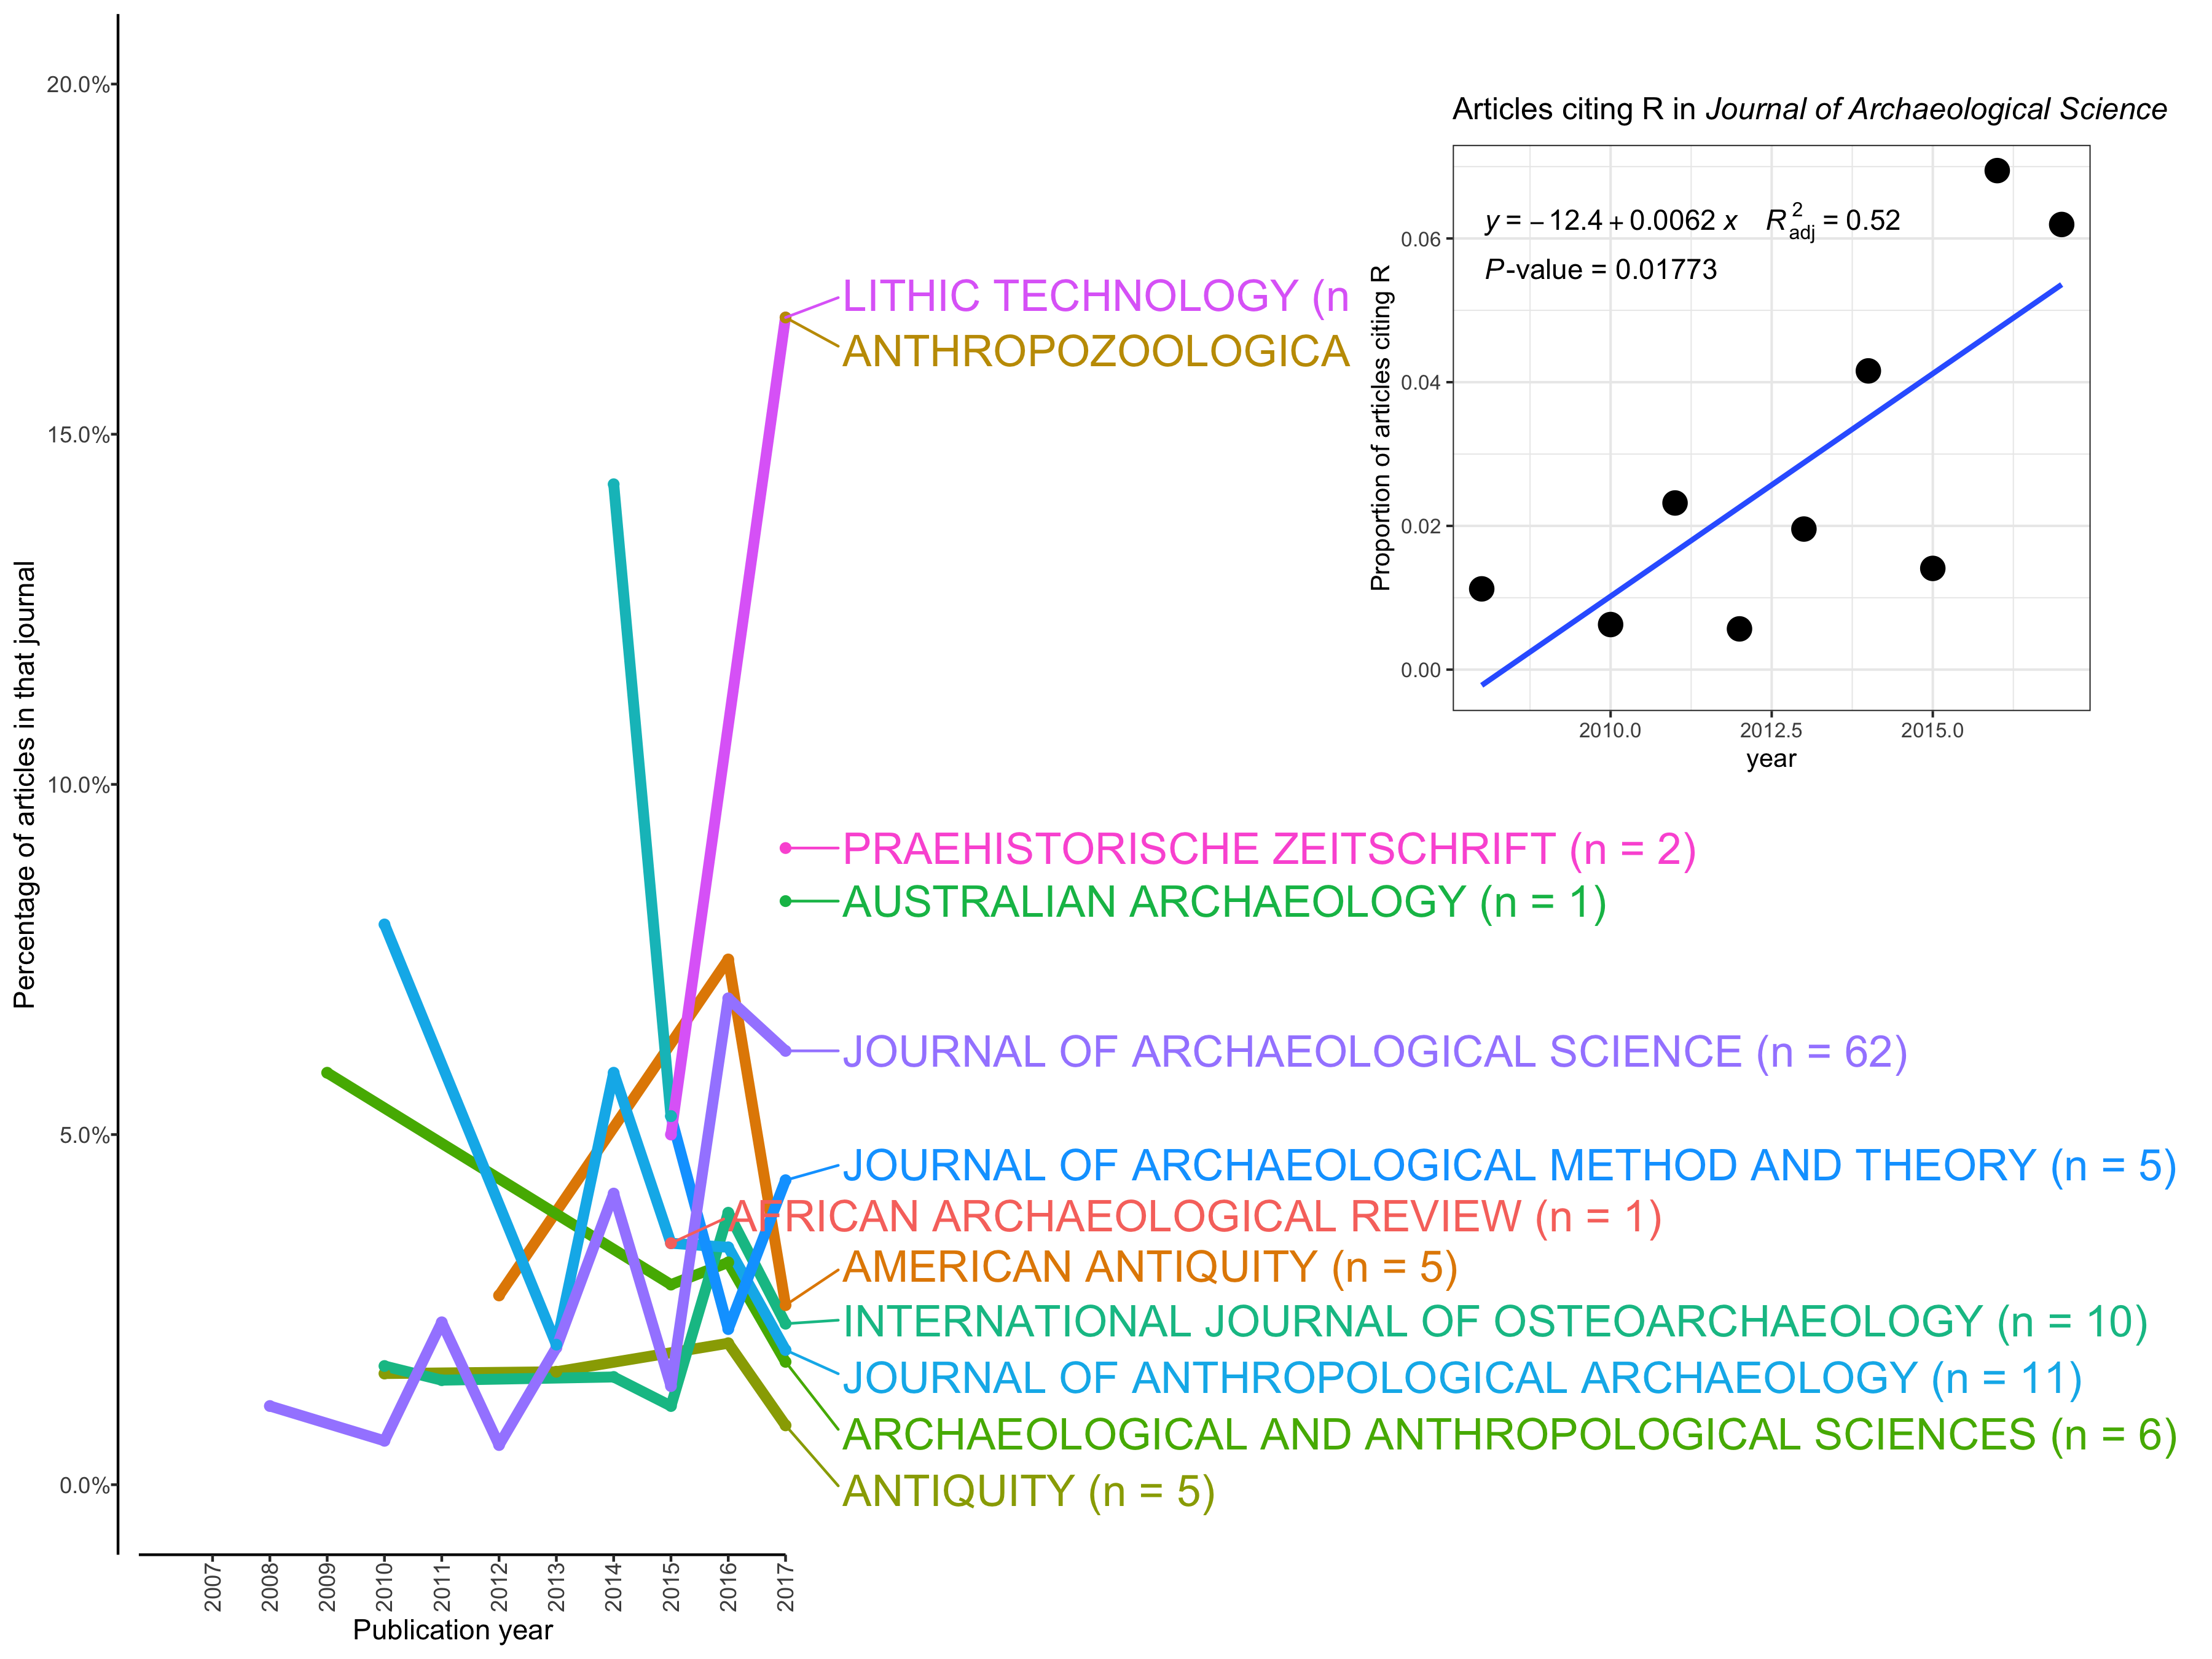 Percentage of articles in that journal
20.0%
15.0%
10.0%
5.0%
0.0%
2007
2008
2009
2010
2011
2012
2013
2014
2015
2016
2017
Publication year
LITHIC TECHNOLOGY (n
ANTHROPOZOOLOGICA
PRAEHISTORISCHE ZEITSCHRIFT (n = 2)
AUSTRALIAN ARCHAEOLOGY (n = 1)
JOURNAL OF ARCHAEOLOGICAL SCIENCE (n = 62)
JOURNAL OF ARCHAEOLOGICAL METHOD AND THEORY (n = 5)
AFRICAN ARCHAEOLOGICAL REVIEW (n = 1)
AMERICAN ANTIQUITY (n = 5)
INTERNATIONAL JOURNAL OF OSTEOARCHAEOLOGY (n = 10)
JOURNAL OF ANTHROPOLOGICAL ARCHAEOLOGY (n = 11)
ARCHAEOLOGICAL AND ANTHROPOLOGICAL SCIENCES (n = 6)
ANTIQUITY (n = 5)
Articles citing R in Journal of Archaeological Science
y = − 12.4 + 0.0062 x R²adj = 0.52
P-value = 0.01773
Proportion of articles citing R
0.06
0.04
0.02
0.00
2010.0
2012.5
2015.0
year